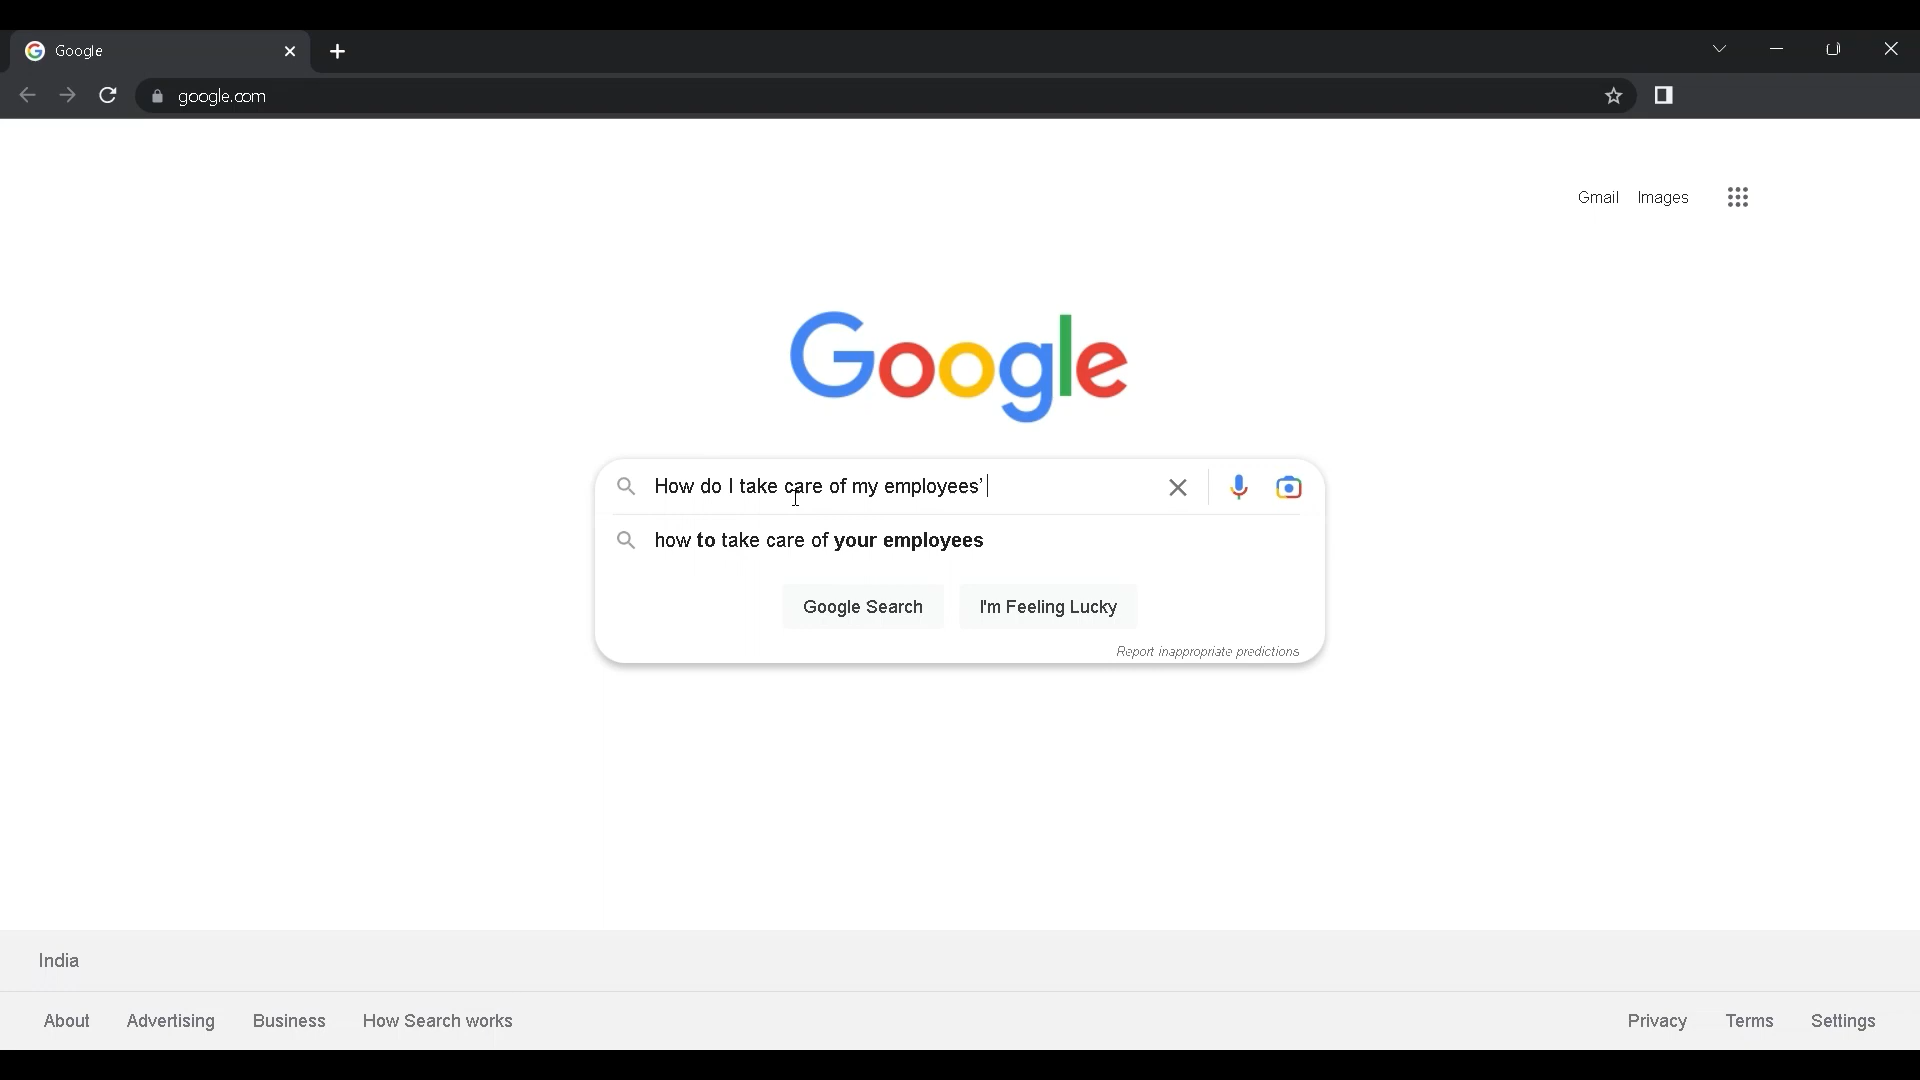 Google
google.com
Gmail Images
Google
How do I take care of my employees’
how to take care of your employees
Google Search I'm Feeling Lucky
Report inappropriate predictions
India
About Advertising Business How Search works Privacy Terms Settings